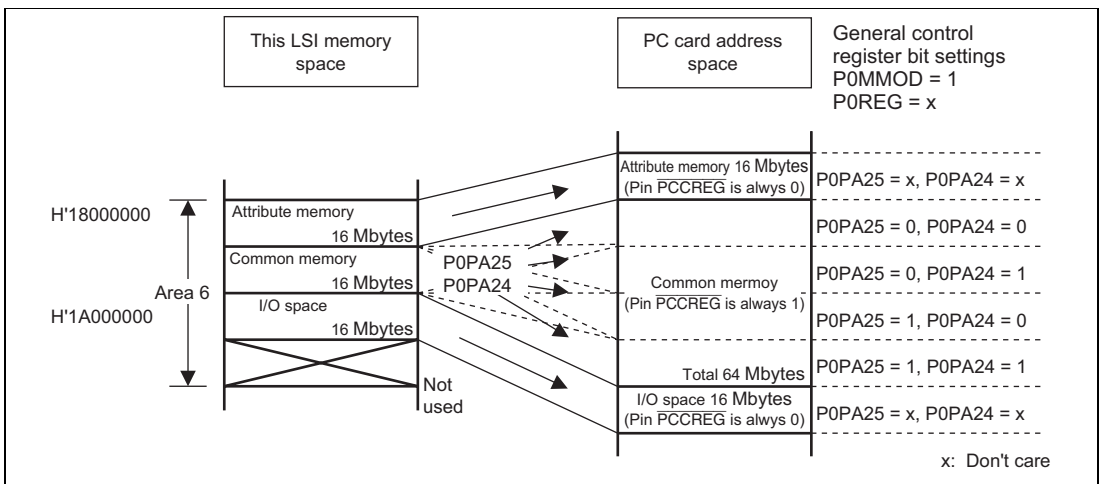 This LSI memory
space
PC card address
space
General control
register bit settings
P0MMOD = 1
P0REG = x
H'18000000
Area 6
H'1A000000
Attribute memory
16 Mbytes
Common memory
16 Mbytes
I/O space
16 Mbytes
Not
used
P0PA25
P0PA24
Attribute memory 16 Mbytes
(Pin PCCREG is alwys 0)
Common mermoy
(Pin PCCREG is always 1)
Total 64 Mbytes
I/O space 16 Mbytes
(Pin PCCREG is alwys 0)
P0PA25 = x, P0PA24 = x
P0PA25 = 0, P0PA24 = 0
P0PA25 = 0, P0PA24 = 1
P0PA25 = 1, P0PA24 = 0
P0PA25 = 1, P0PA24 = 1
P0PA25 = x, P0PA24 = x
x: Don't care